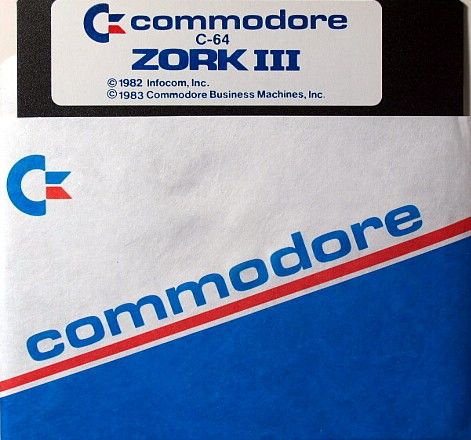 commodore
C-64
ZORK III
©1982 Infocom, Inc.
©1983 Commodore Business Machines, Inc.
commodore